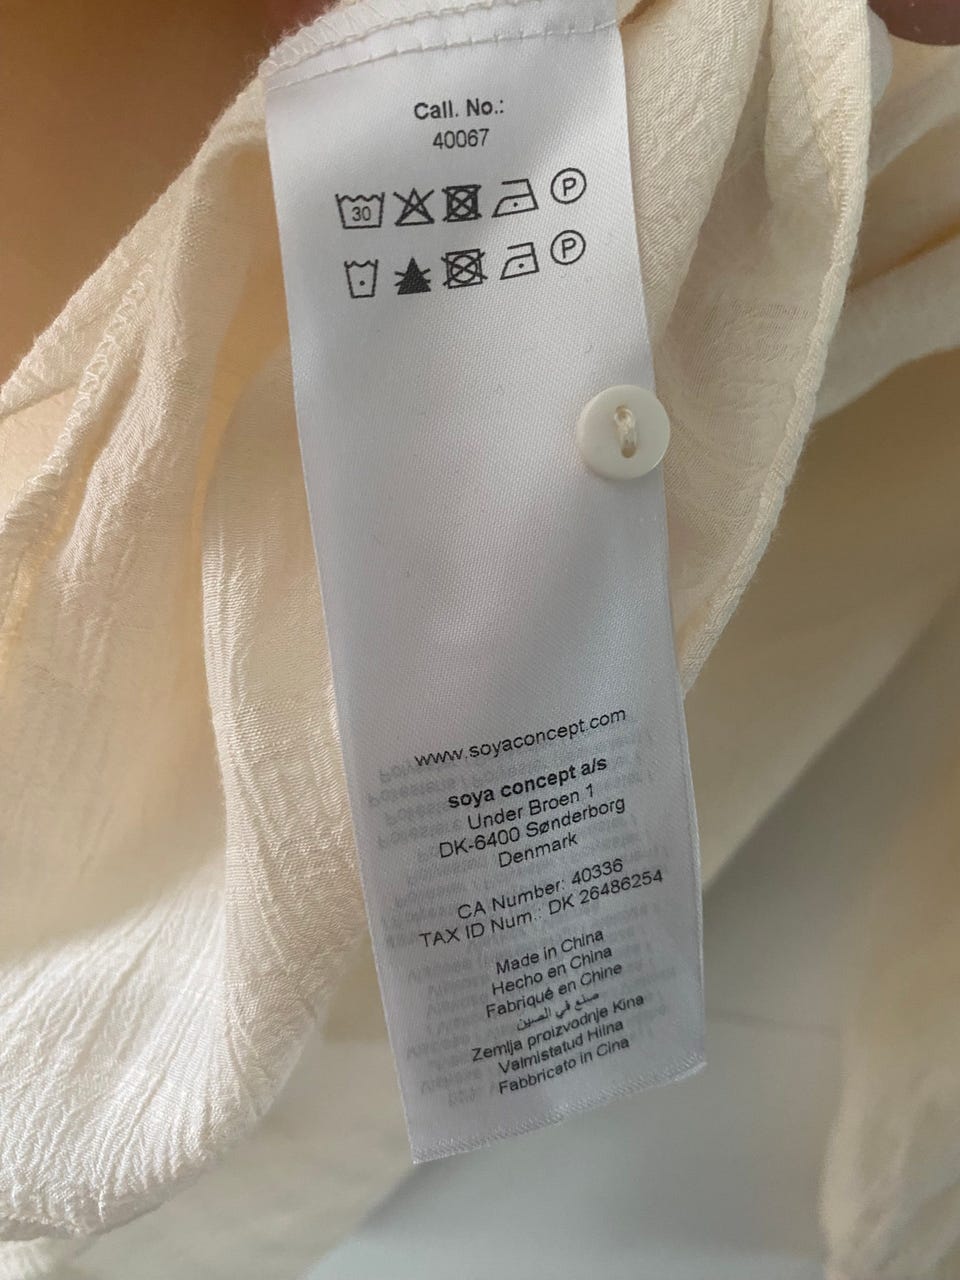 Call. No.:
40067
30 P
P
www.soyaconcept.com
soya concept a/s
Under Broen 1
DK-6400 Sønderborg
Denmark
CA Number: 40336
TAX ID Num.: DK 26486254
Made in China
Hecho en China
Fabriqué en Chine
صنع في الصين
Zemlja proizvodnje Kina
Valmistatud Hiina
Fabbricato in Cina